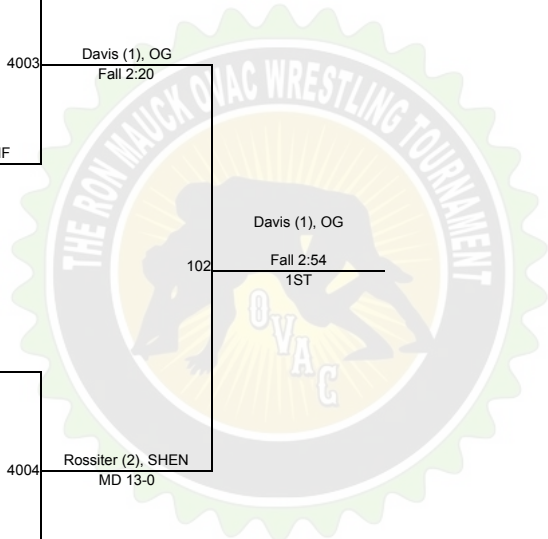 4003
Davis (1), OG
Fall 2:20
THE RON MAUCK OVAC WRESTLING TOURNAMENT
Davis (1), OG
102
Fall 2:54
1ST
OVAC
4004
Rossiter (2), SHEN
MD 13-0